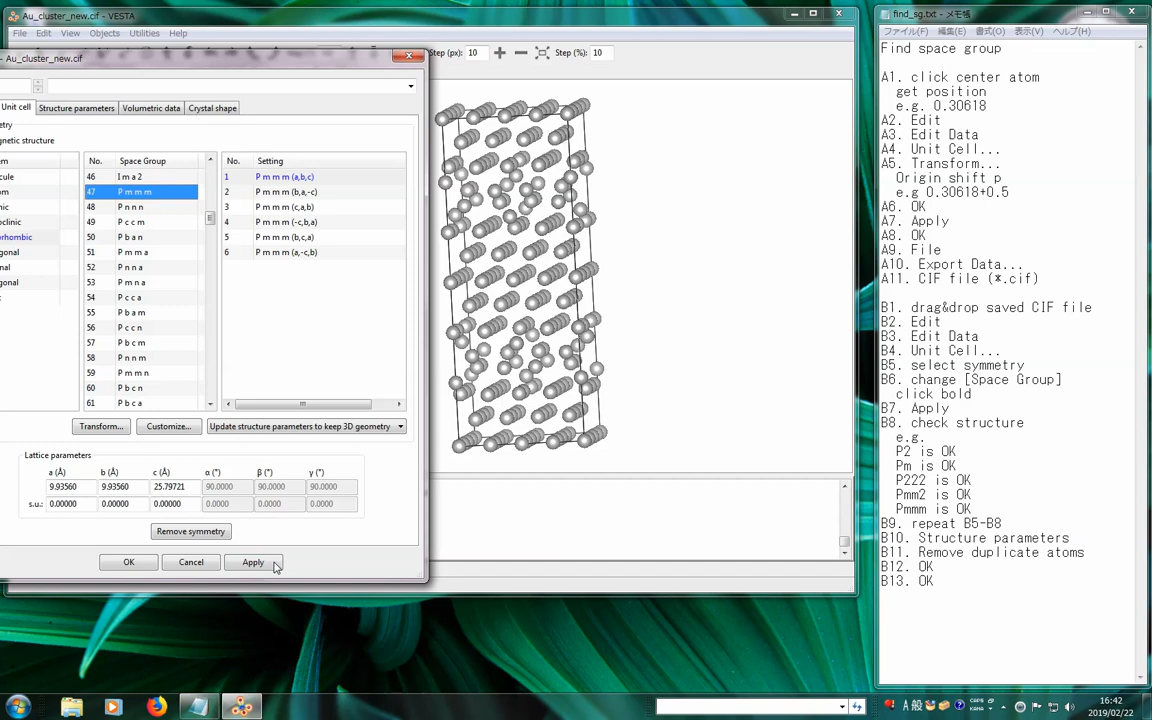 Au_cluster_new.cif - VESTA
File Edit View Objects Utilities Help
Step (px): 10 Step (%): 10
- Au_cluster_new.cif
Unit cell Structure parameters Volumetric data Crystal shape
No. Space Group
46 I m a 2
47 P m m m
48 P n n n
49 P c c m
50 P b a n
51 P m m a
52 P n n a
53 P m n a
54 P c c a
55 P b a m
56 P c c n
57 P b c m
58 P n n m
59 P m m n
60 P b c n
61 P b c a
No. Setting
1 P m m m (a,b,c)
2 P m m m (b,a,-c)
3 P m m m (c,a,b)
4 P m m m (-c,b,a)
5 P m m m (b,c,a)
6 P m m m (a,-c,b)
Transform... Customize... Update structure parameters to keep 3D geometry
Lattice parameters
a (Å) b (Å) c (Å) α (°) β (°) γ (°)
9.93560 9.93560 25.79721 90.0000 90.0000 90.0000
s.u.: 0.00000 0.00000 0.00000 0.0000 0.0000 0.0000
Remove symmetry
OK Cancel Apply
find_sg.txt - メモ帳
ファイル(F) 編集(E) 書式(O) 表示(V) ヘルプ(H)
Find space group
A1. click center atom
get position
e.g. 0.30618
A2. Edit
A3. Edit Data
A4. Unit Cell...
A5. Transform...
Origin shift p
e.g 0.30618+0.5
A6. OK
A7. Apply
A8. OK
A9. File
A10. Export Data...
A11. CIF file (*.cif)
B1. drag&drop saved CIF file
B2. Edit
B3. Edit Data
B4. Unit Cell...
B5. select symmetry
B6. change [Space Group]
click bold
B7. Apply
B8. check structure
e.g.
P2 is OK
Pm is OK
P222 is OK
Pmm2 is OK
Pmmm is OK
B9. repeat B5-B8
B10. Structure parameters
B11. Remove duplicate atoms
B12. OK
B13. OK
A 般 CAPS KANA
16:42
2019/02/22